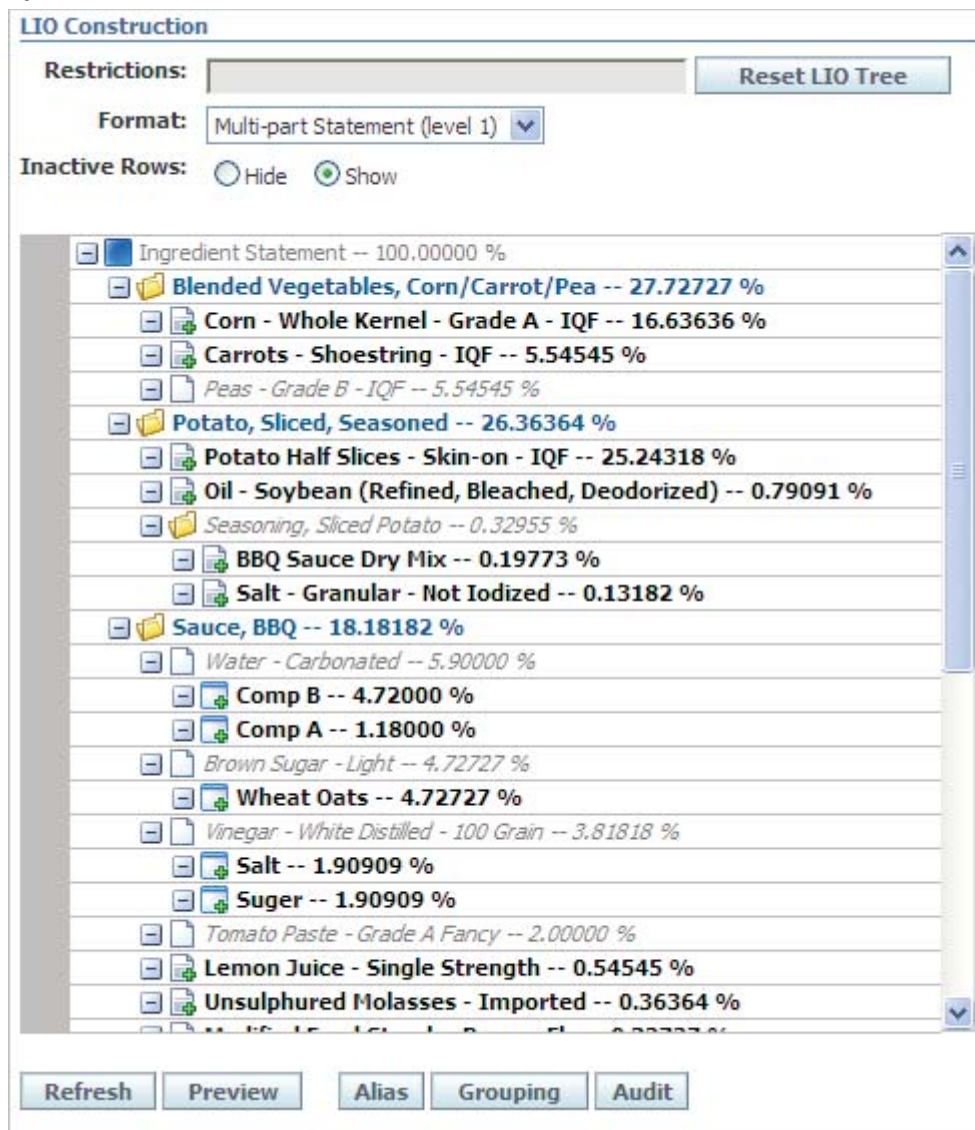 LIO Construction
Restrictions:
Reset LIO Tree
Format: Multi-part Statement (level 1)
Inactive Rows: Hide Show
Ingredient Statement -- 100.00000 %
Blended Vegetables, Corn/Carrot/Pea -- 27.72727 %
Corn - Whole Kernel - Grade A - IQF -- 16.63636 %
Carrots - Shoestring - IQF -- 5.54545 %
Peas - Grade B - IQF -- 5.54545 %
Potato, Sliced, Seasoned -- 26.36364 %
Potato Half Slices - Skin-on - IQF -- 25.24318 %
Oil - Soybean (Refined, Bleached, Deodorized) -- 0.79091 %
Seasoning, Sliced Potato -- 0.32955 %
BBQ Sauce Dry Mix -- 0.19773 %
Salt - Granular - Not Iodized -- 0.13182 %
Sauce, BBQ -- 18.18182 %
Water - Carbonated -- 5.90000 %
Comp B -- 4.72000 %
Comp A -- 1.18000 %
Brown Sugar - Light -- 4.72727 %
Wheat Oats -- 4.72727 %
Vinegar - White Distilled - 100 Grain -- 3.81818 %
Salt -- 1.90909 %
Suger -- 1.90909 %
Tomato Paste - Grade A Fancy -- 2.00000 %
Lemon Juice - Single Strength -- 0.54545 %
Unsulphured Molasses - Imported -- 0.36364 %
Refresh Preview Alias Grouping Audit